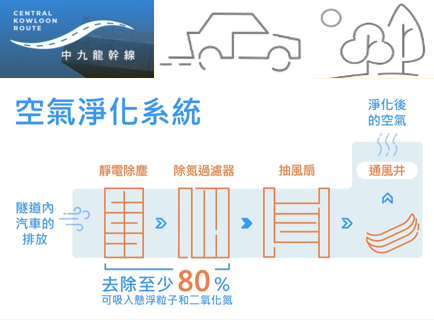 CENTRAL
KOWLOON
ROUTE
中九龍幹線
空氣淨化系統
淨化後
的空氣
靜電除塵
除氮過濾器
抽風扇
通風井
隧道內
汽車的
排放
去除至少80%
可吸入懸浮粒子和二氧化氮